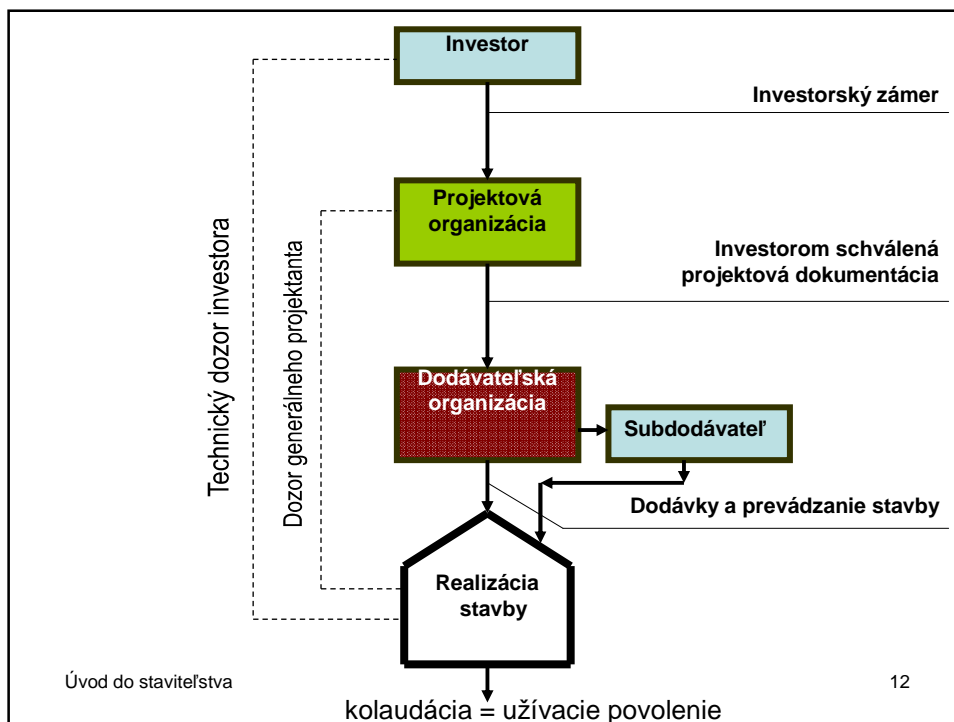 Investor
Investorský zámer
Projektová
organizácia
Investorom schválená
projektová dokumentácia
Technický dozor investora
Dozor generálneho projektanta
Dodávateľská
organizácia
Subdodávateľ
Dodávky a prevádzanie stavby
Realizácia
stavby
Úvod do staviteľstva
12
kolaudácia = užívacie povolenie